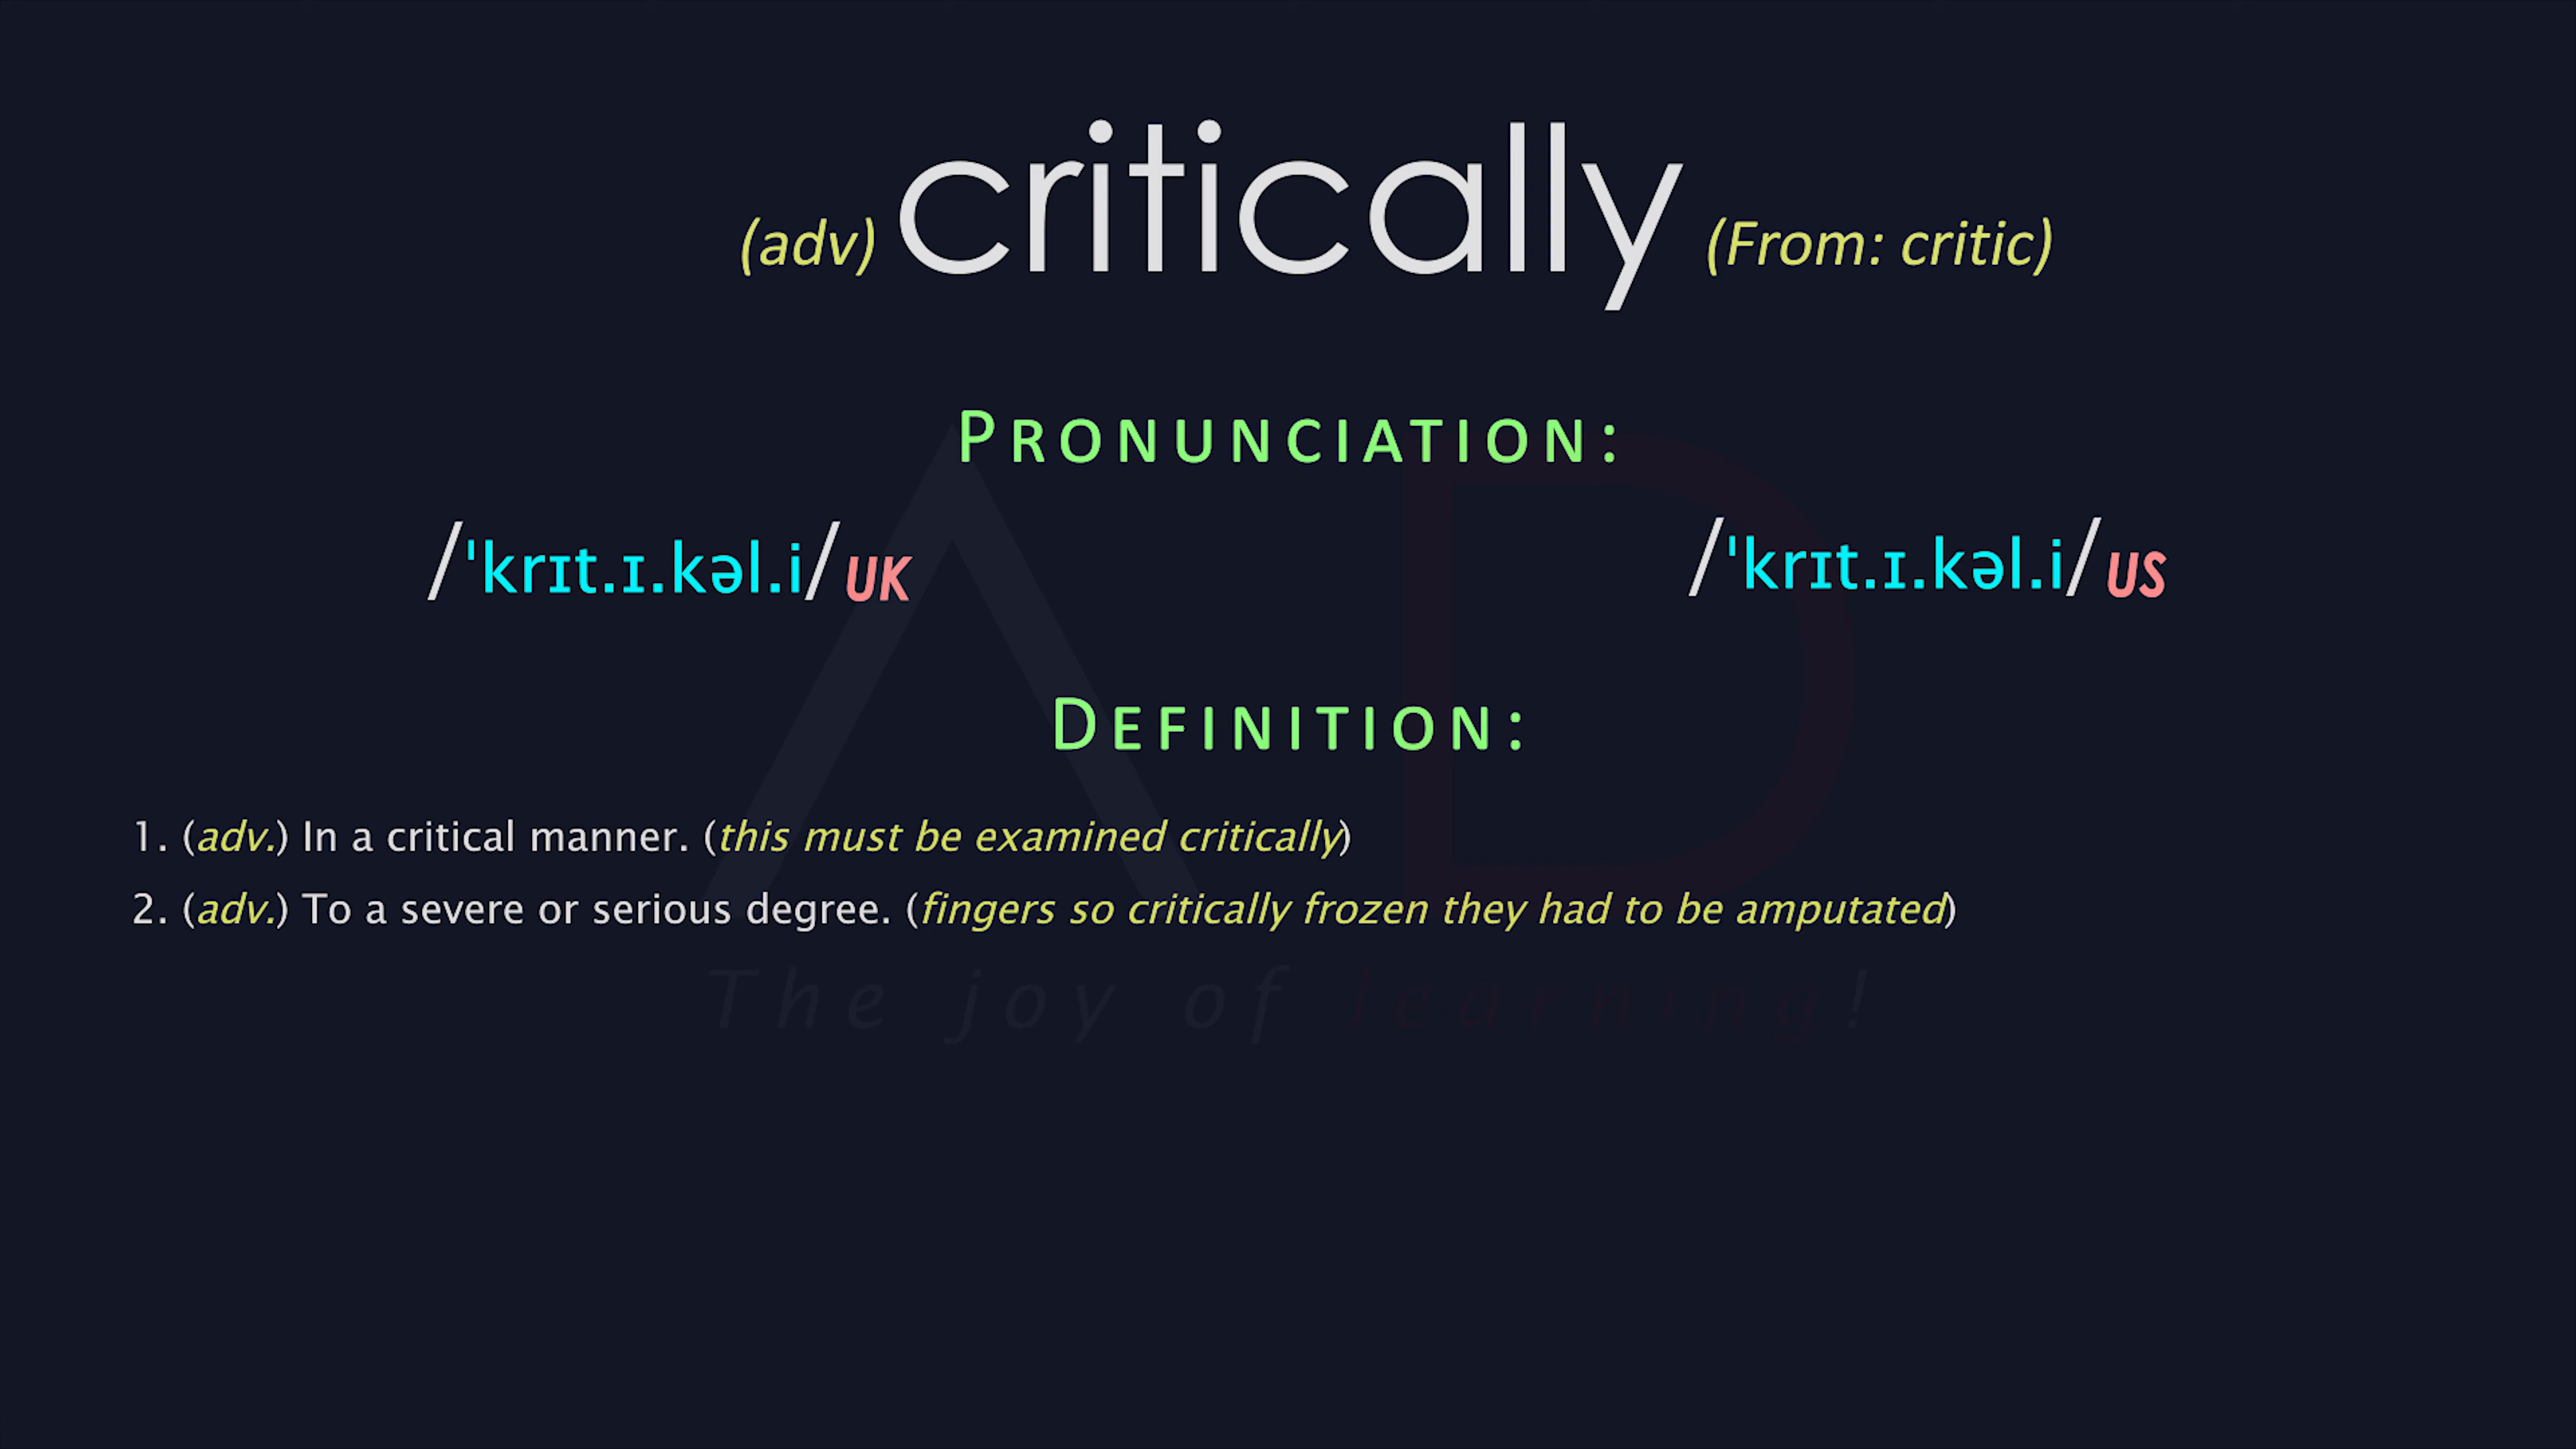 (adv) critically (From: critic)
PRONUNCIATION:
/ˈkrɪt.ɪ.kəl.i/ UK
/ˈkrɪt.ɪ.kəl.i/ US
DEFINITION:
1. (adv.) In a critical manner. (this must be examined critically)
2. (adv.) To a severe or serious degree. (fingers so critically frozen they had to be amputated)
The joy of learning!